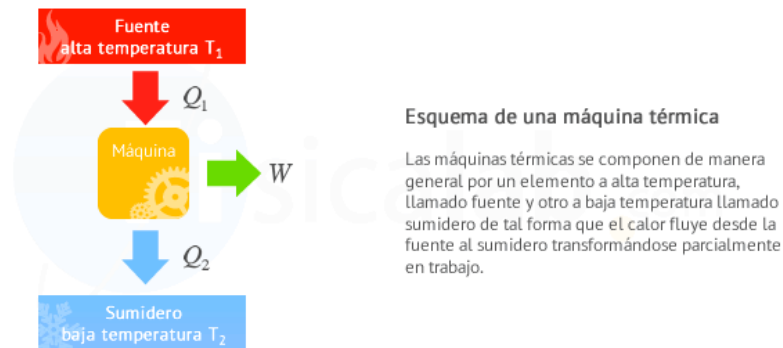 Fuente
alta temperatura T₁
Q₁
Máquina
W
Q₂
Sumidero
baja temperatura T₂
Esquema de una máquina térmica
Las máquinas térmicas se componen de manera
general por un elemento a alta temperatura,
llamado fuente y otro a baja temperatura llamado
sumidero de tal forma que el calor fluye desde la
fuente al sumidero transformándose parcialmente
en trabajo.